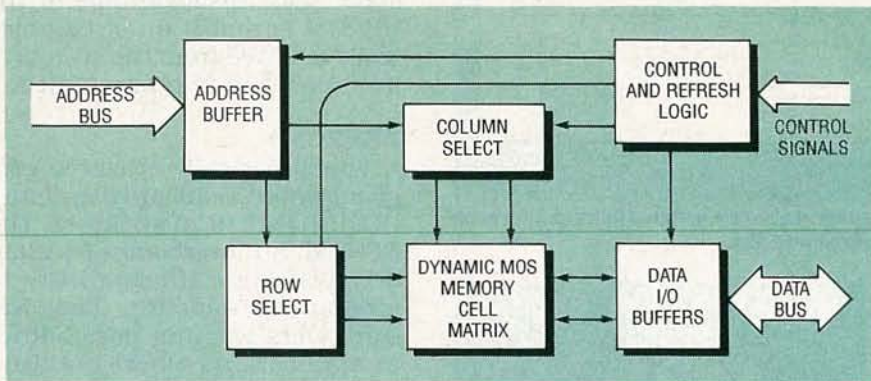 ADDRESS
BUS
ADDRESS
BUFFER
COLUMN
SELECT
CONTROL
AND REFRESH
LOGIC
CONTROL
SIGNALS
ROW
SELECT
DYNAMIC MOS
MEMORY
CELL
MATRIX
DATA
I/O
BUFFERS
DATA
BUS